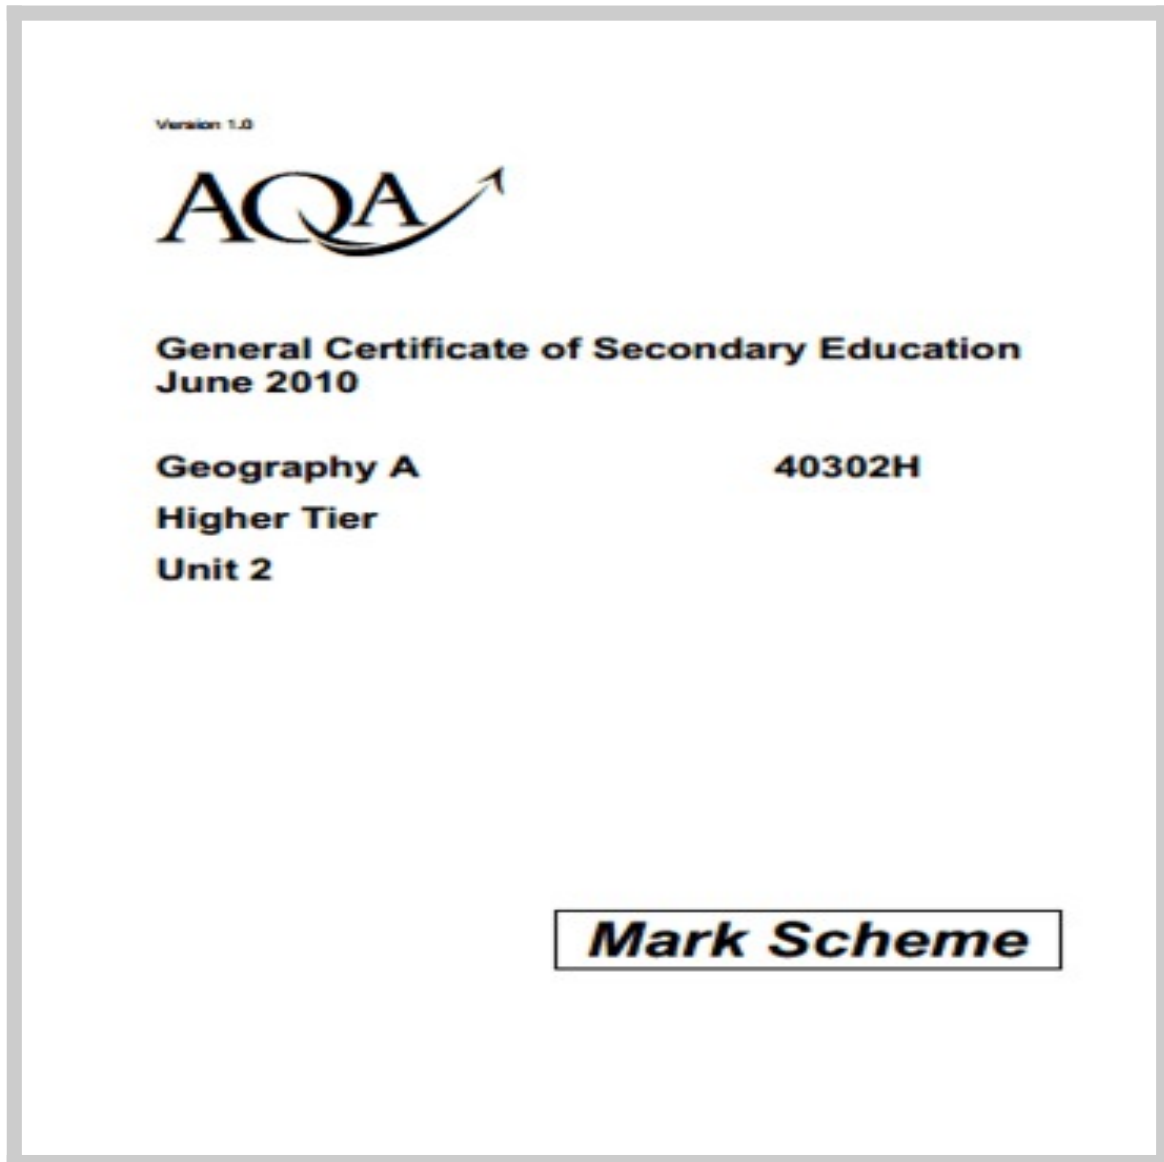 Version 1.0
AQA
General Certificate of Secondary Education
June 2010
Geography A 40302H
Higher Tier
Unit 2
Mark Scheme